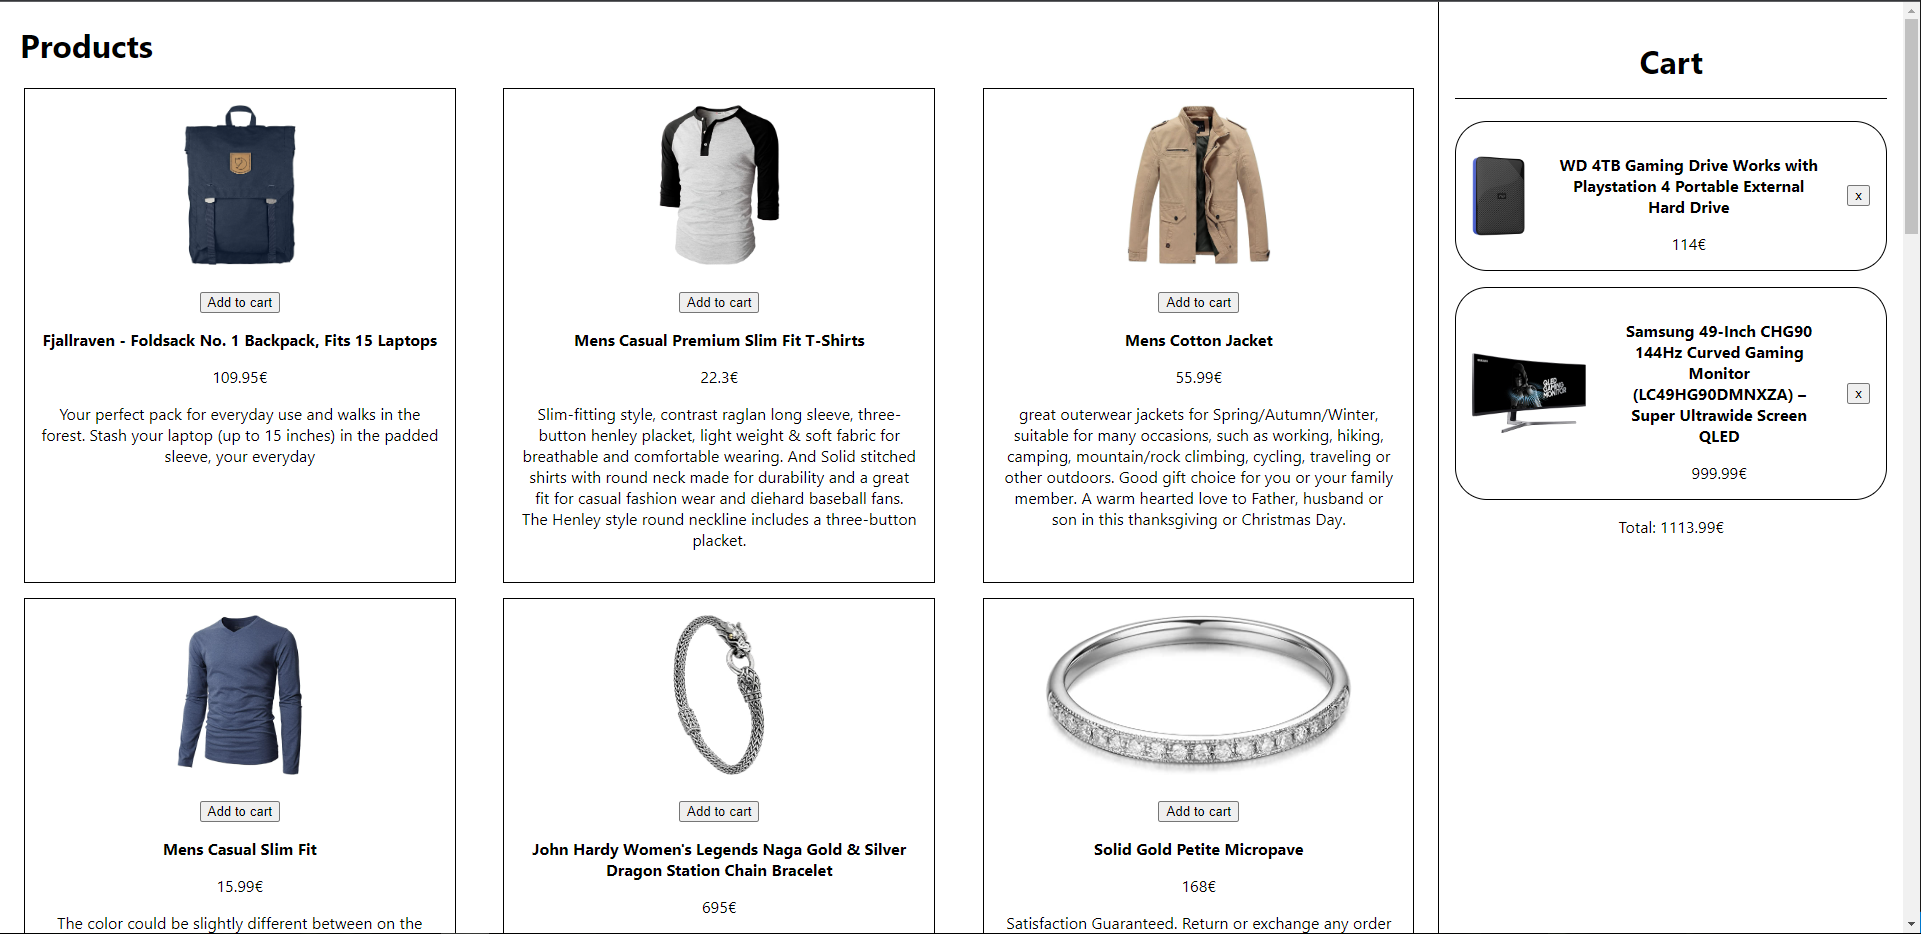 Products
Add to cart
Fjallraven - Foldsack No. 1 Backpack, Fits 15 Laptops
109.95€
Your perfect pack for everyday use and walks in the
forest. Stash your laptop (up to 15 inches) in the padded
sleeve, your everyday
Add to cart
Mens Casual Premium Slim Fit T-Shirts
22.3€
Slim-fitting style, contrast raglan long sleeve, three-
button henley placket, light weight & soft fabric for
breathable and comfortable wearing. And Solid stitched
shirts with round neck made for durability and a great
fit for casual fashion wear and diehard baseball fans.
The Henley style round neckline includes a three-button
placket.
Add to cart
Mens Cotton Jacket
55.99€
great outerwear jackets for Spring/Autumn/Winter,
suitable for many occasions, such as working, hiking,
camping, mountain/rock climbing, cycling, traveling or
other outdoors. Good gift choice for you or your family
member. A warm hearted love to Father, husband or
son in this thanksgiving or Christmas Day.
Add to cart
Mens Casual Slim Fit
15.99€
The color could be slightly different between on the
Add to cart
John Hardy Women's Legends Naga Gold & Silver
Dragon Station Chain Bracelet
695€
Add to cart
Solid Gold Petite Micropave
168€
Satisfaction Guaranteed. Return or exchange any order
Cart
WD 4TB Gaming Drive Works with
Playstation 4 Portable External
Hard Drive
114€
x
QLED
GAMING
MONITOR
Samsung 49-Inch CHG90
144Hz Curved Gaming
Monitor
(LC49HG90DMNXZA) –
Super Ultrawide Screen
QLED
999.99€
x
Total: 1113.99€